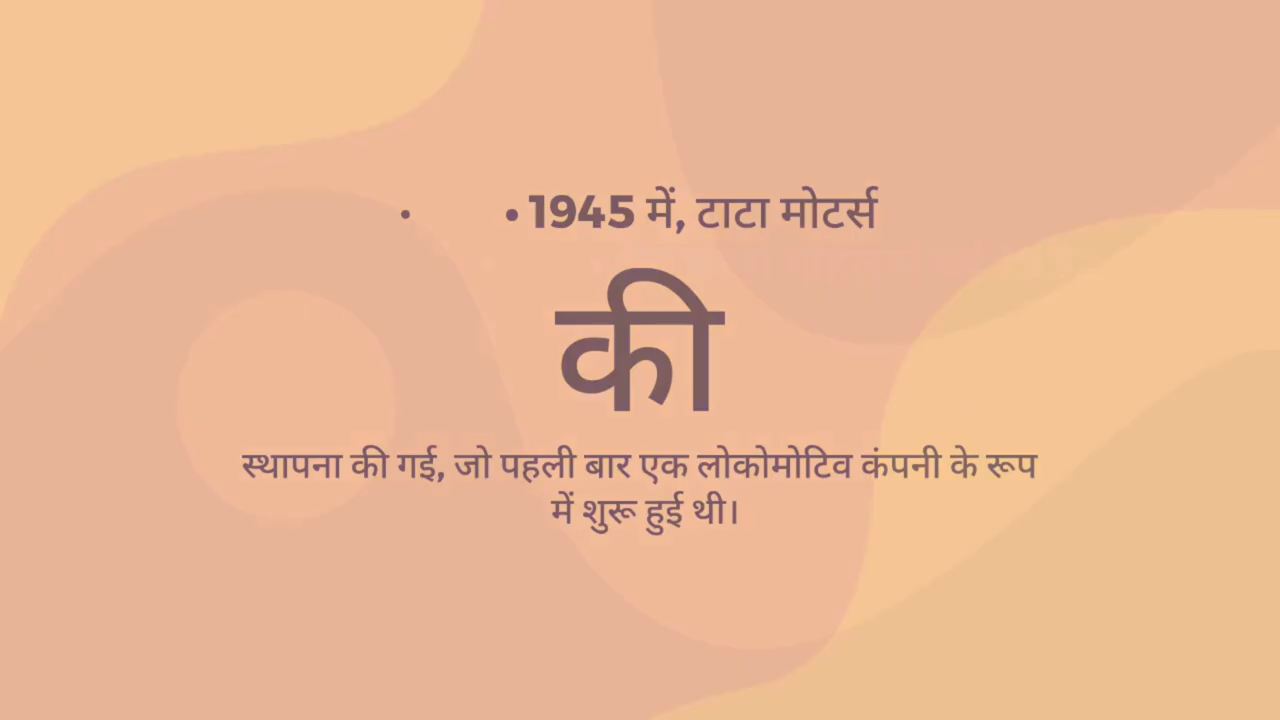 • • 1945 में, टाटा मोटर्स
की
स्थापना की गई, जो पहली बार एक लोकोमोटिव कंपनी के रूप
में शुरू हुई थी।